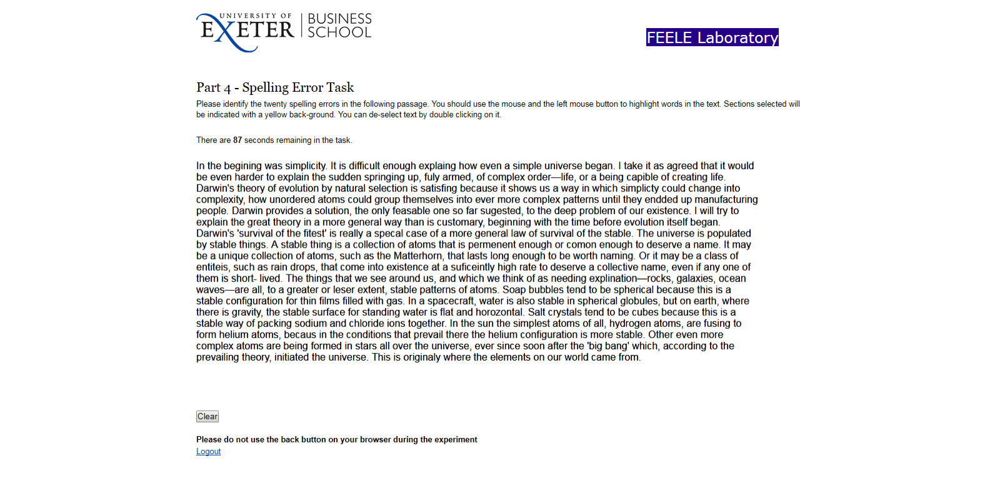 UNIVERSITY OF
EXETER
BUSINESS
SCHOOL
FEELE Laboratory
Part 4 - Spelling Error Task
Please identify the twenty spelling errors in the following passage. You should use the mouse and the left mouse button to highlight words in the text. Sections selected will
be indicated with a yellow back-ground. You can de-select text by double clicking on it.
There are 87 seconds remaining in the task.
In the begining was simplicity. It is difficult enough explaing how even a simple universe began. I take it as agreed that it would
be even harder to explain the sudden springing up, fuly armed, of complex order—life, or a being capible of creating life.
Darwin's theory of evolution by natural selection is satisfing because it shows us a way in which simplicty could change into
complexity, how unordered atoms could group themselves into ever more complex patterns until they endded up manufacturing
people. Darwin provides a solution, the only feasable one so far sugested, to the deep problem of our existence. I will try to
explain the great theory in a more general way than is customary, beginning with the time before evolution itself began.
Darwin's 'survival of the fitest' is really a specal case of a more general law of survival of the stable. The universe is populated
by stable things. A stable thing is a collection of atoms that is permenent enough or comon enough to deserve a name. It may
be a unique collection of atoms, such as the Matterhorn, that lasts long enough to be worth naming. Or it may be a class of
entiteis, such as rain drops, that come into existence at a suficeintly high rate to deserve a collective name, even if any one of
them is short- lived. The things that we see around us, and which we think of as needing explination—rocks, galaxies, ocean
waves—are all, to a greater or leser extent, stable patterns of atoms. Soap bubbles tend to be spherical because this is a
stable configuration for thin films filled with gas. In a spacecraft, water is also stable in spherical globules, but on earth, where
there is gravity, the stable surface for standing water is flat and horozontal. Salt crystals tend to be cubes because this is a
stable way of packing sodium and chloride ions together. In the sun the simplest atoms of all, hydrogen atoms, are fusing to
form helium atoms, becaus in the conditions that prevail there the helium configuration is more stable. Other even more
complex atoms are being formed in stars all over the universe, ever since soon after the 'big bang' which, according to the
prevailing theory, initiated the universe. This is originaly where the elements on our world came from.
Clear
Please do not use the back button on your browser during the experiment
Logout